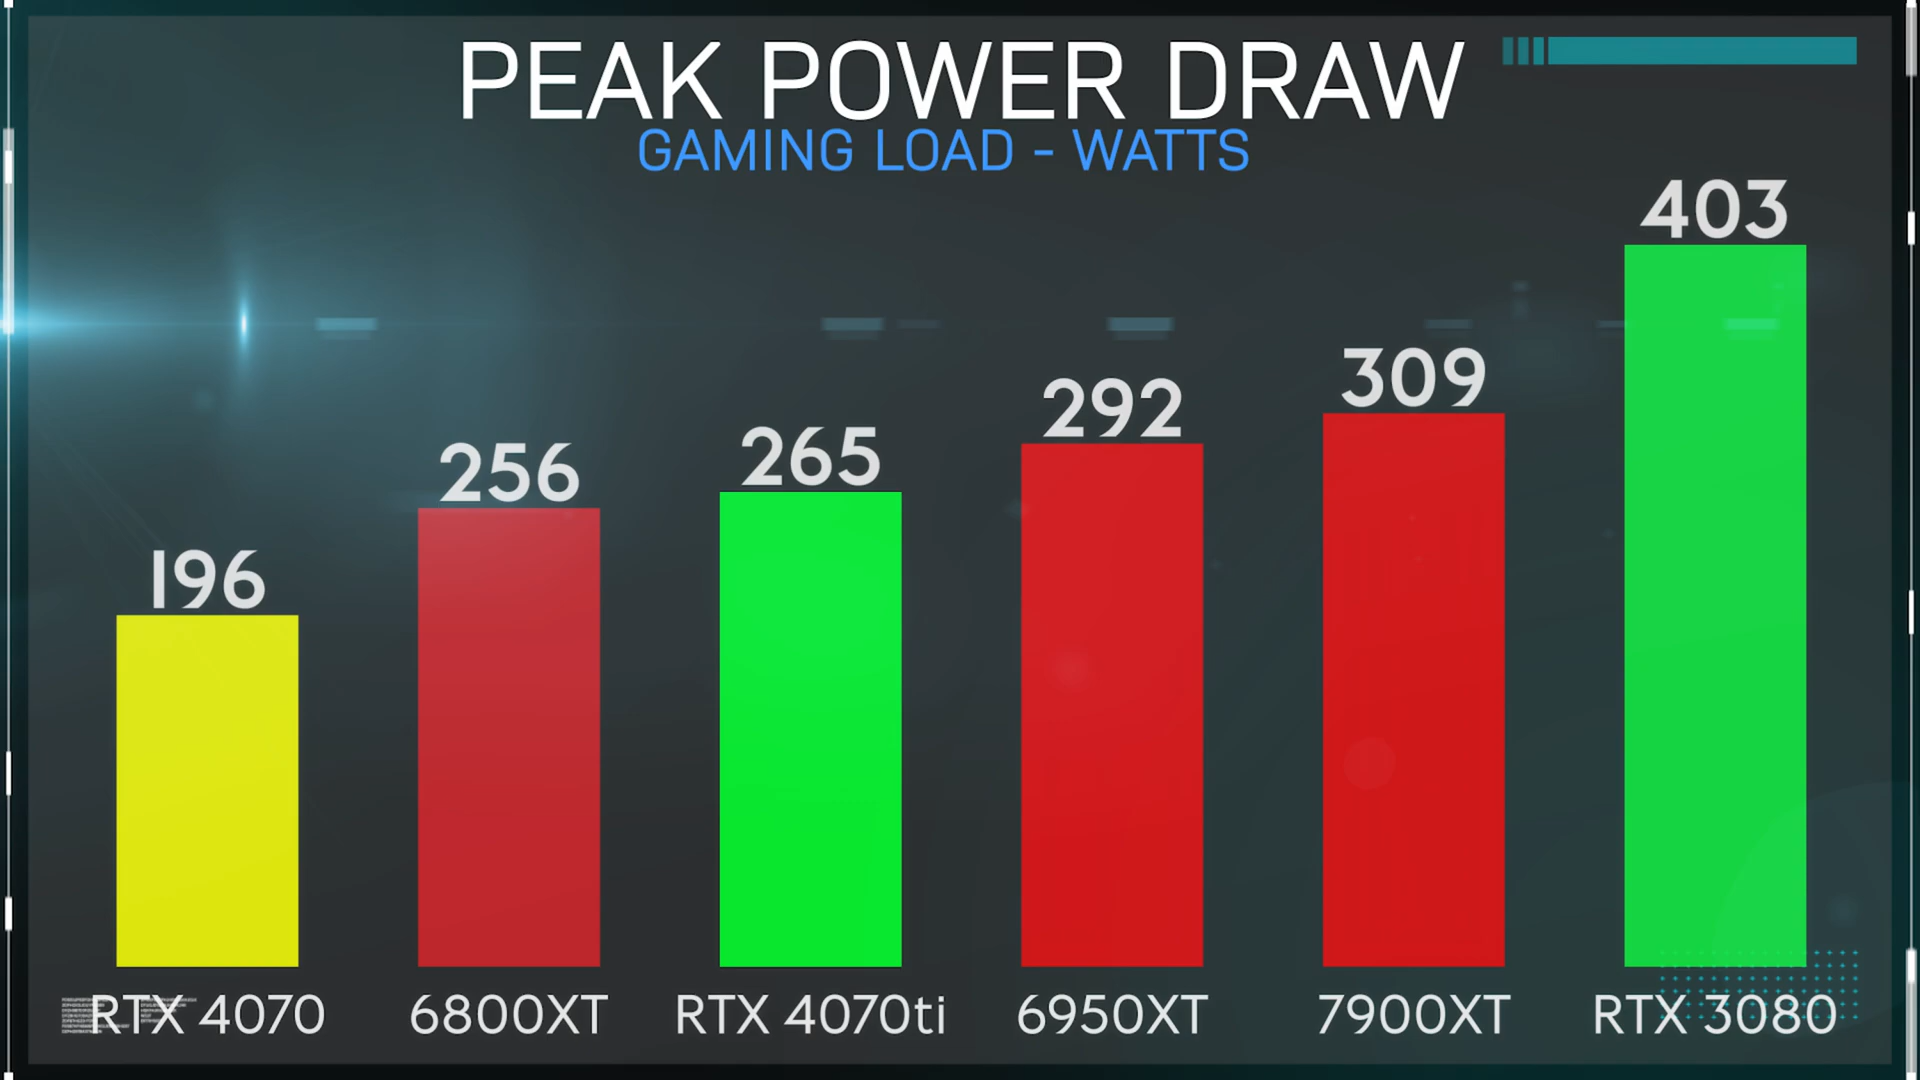 PEAK POWER DRAW
GAMING LOAD - WATTS
196
256
265
292
309
403
RTX 4070
6800XT
RTX 4070ti
6950XT
7900XT
RTX 3080